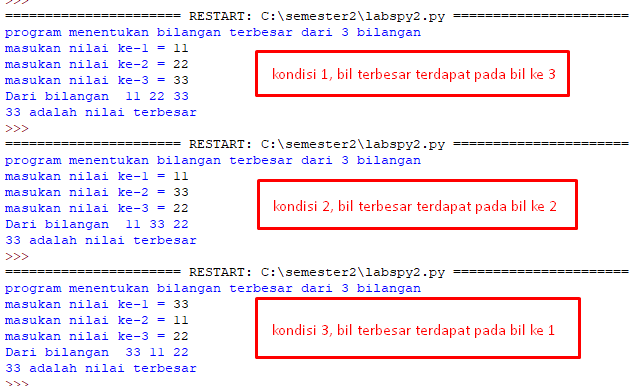 >>>
====================== RESTART: C:\semester2\labspy2.py ======================
program menentukan bilangan terbesar dari 3 bilangan
masukan nilai ke-1 = 11
masukan nilai ke-2 = 22
masukan nilai ke-3 = 33
Dari bilangan  11 22 33
33 adalah nilai terbesar
kondisi 1, bil terbesar terdapat pada bil ke 3
>>>
====================== RESTART: C:\semester2\labspy2.py ======================
program menentukan bilangan terbesar dari 3 bilangan
masukan nilai ke-1 = 11
masukan nilai ke-2 = 33
masukan nilai ke-3 = 22
Dari bilangan  11 33 22
33 adalah nilai terbesar
kondisi 2, bil terbesar terdapat pada bil ke 2
>>>
====================== RESTART: C:\semester2\labspy2.py ======================
program menentukan bilangan terbesar dari 3 bilangan
masukan nilai ke-1 = 33
masukan nilai ke-2 = 11
masukan nilai ke-3 = 22
Dari bilangan  33 11 22
33 adalah nilai terbesar
kondisi 3, bil terbesar terdapat pada bil ke 1
>>>